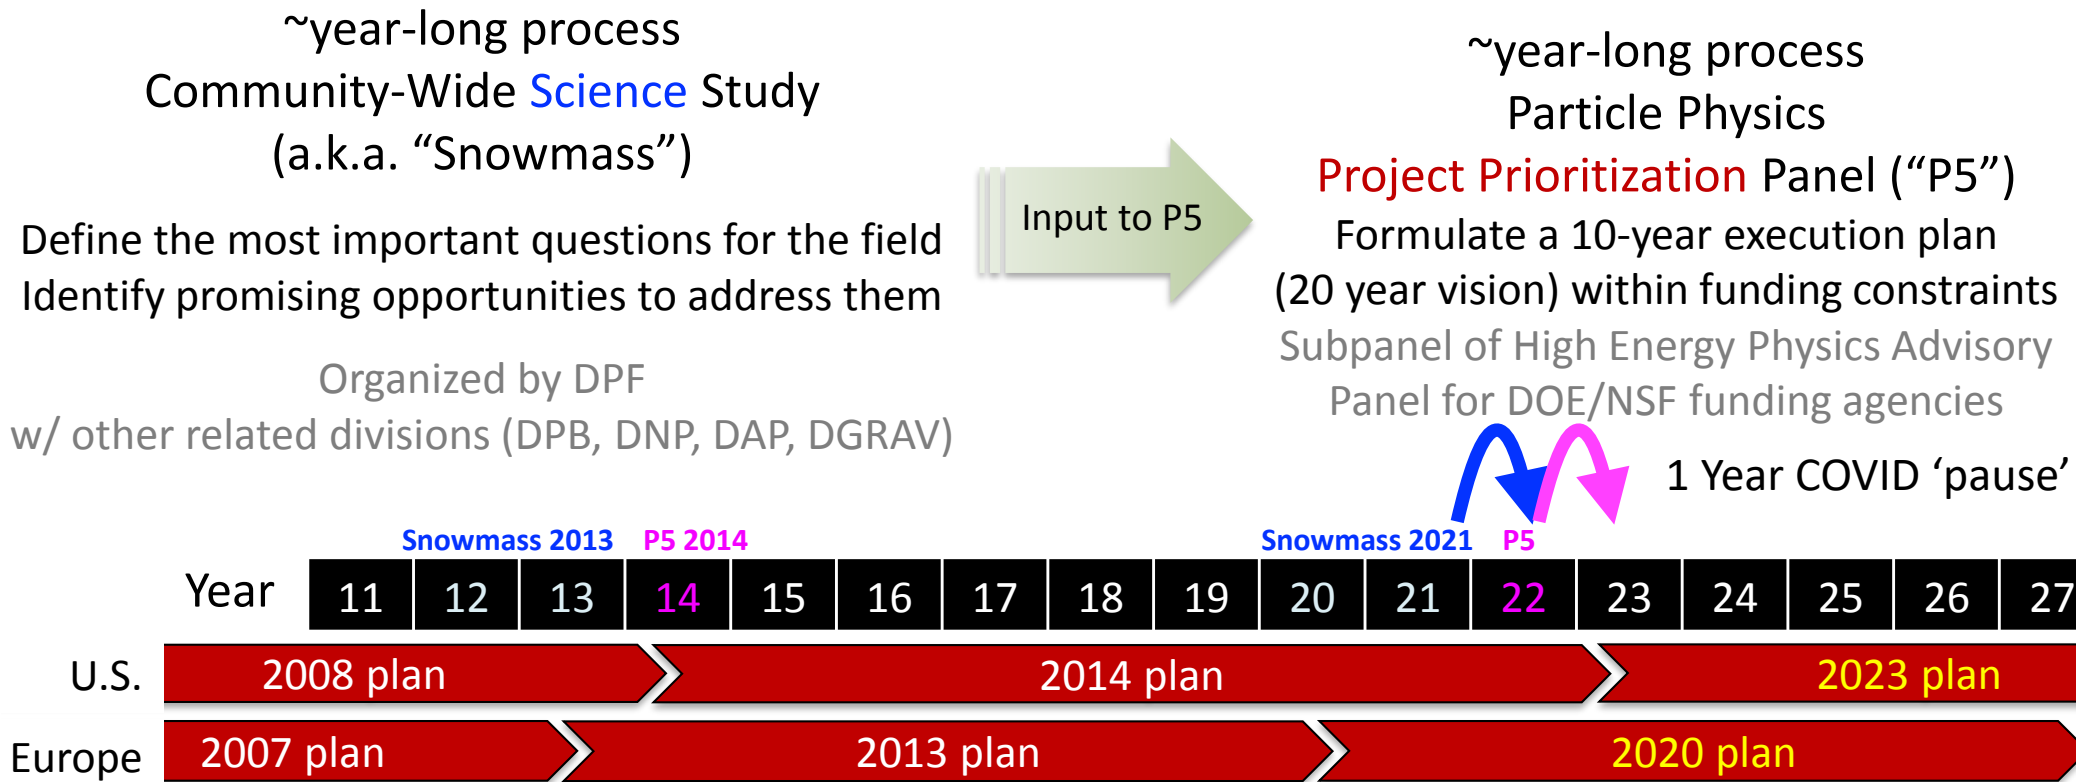 ~year-long process
Community-Wide Science Study
(a.k.a. “Snowmass”)
Define the most important questions for the field
Identify promising opportunities to address them
Organized by DPF
w/ other related divisions (DPB, DNP, DAP, DGRAV)
Input to P5
~year-long process
Particle Physics
Project Prioritization Panel (“P5”)
Formulate a 10-year execution plan
(20 year vision) within funding constraints
Subpanel of High Energy Physics Advisory
Panel for DOE/NSF funding agencies
1 Year COVID ‘pause’
Snowmass 2013 P5 2014 Snowmass 2021 P5
Year 11 12 13 14 15 16 17 18 19 20 21 22 23 24 25 26 27
U.S. 2008 plan 2014 plan 2023 plan
Europe 2007 plan 2013 plan 2020 plan